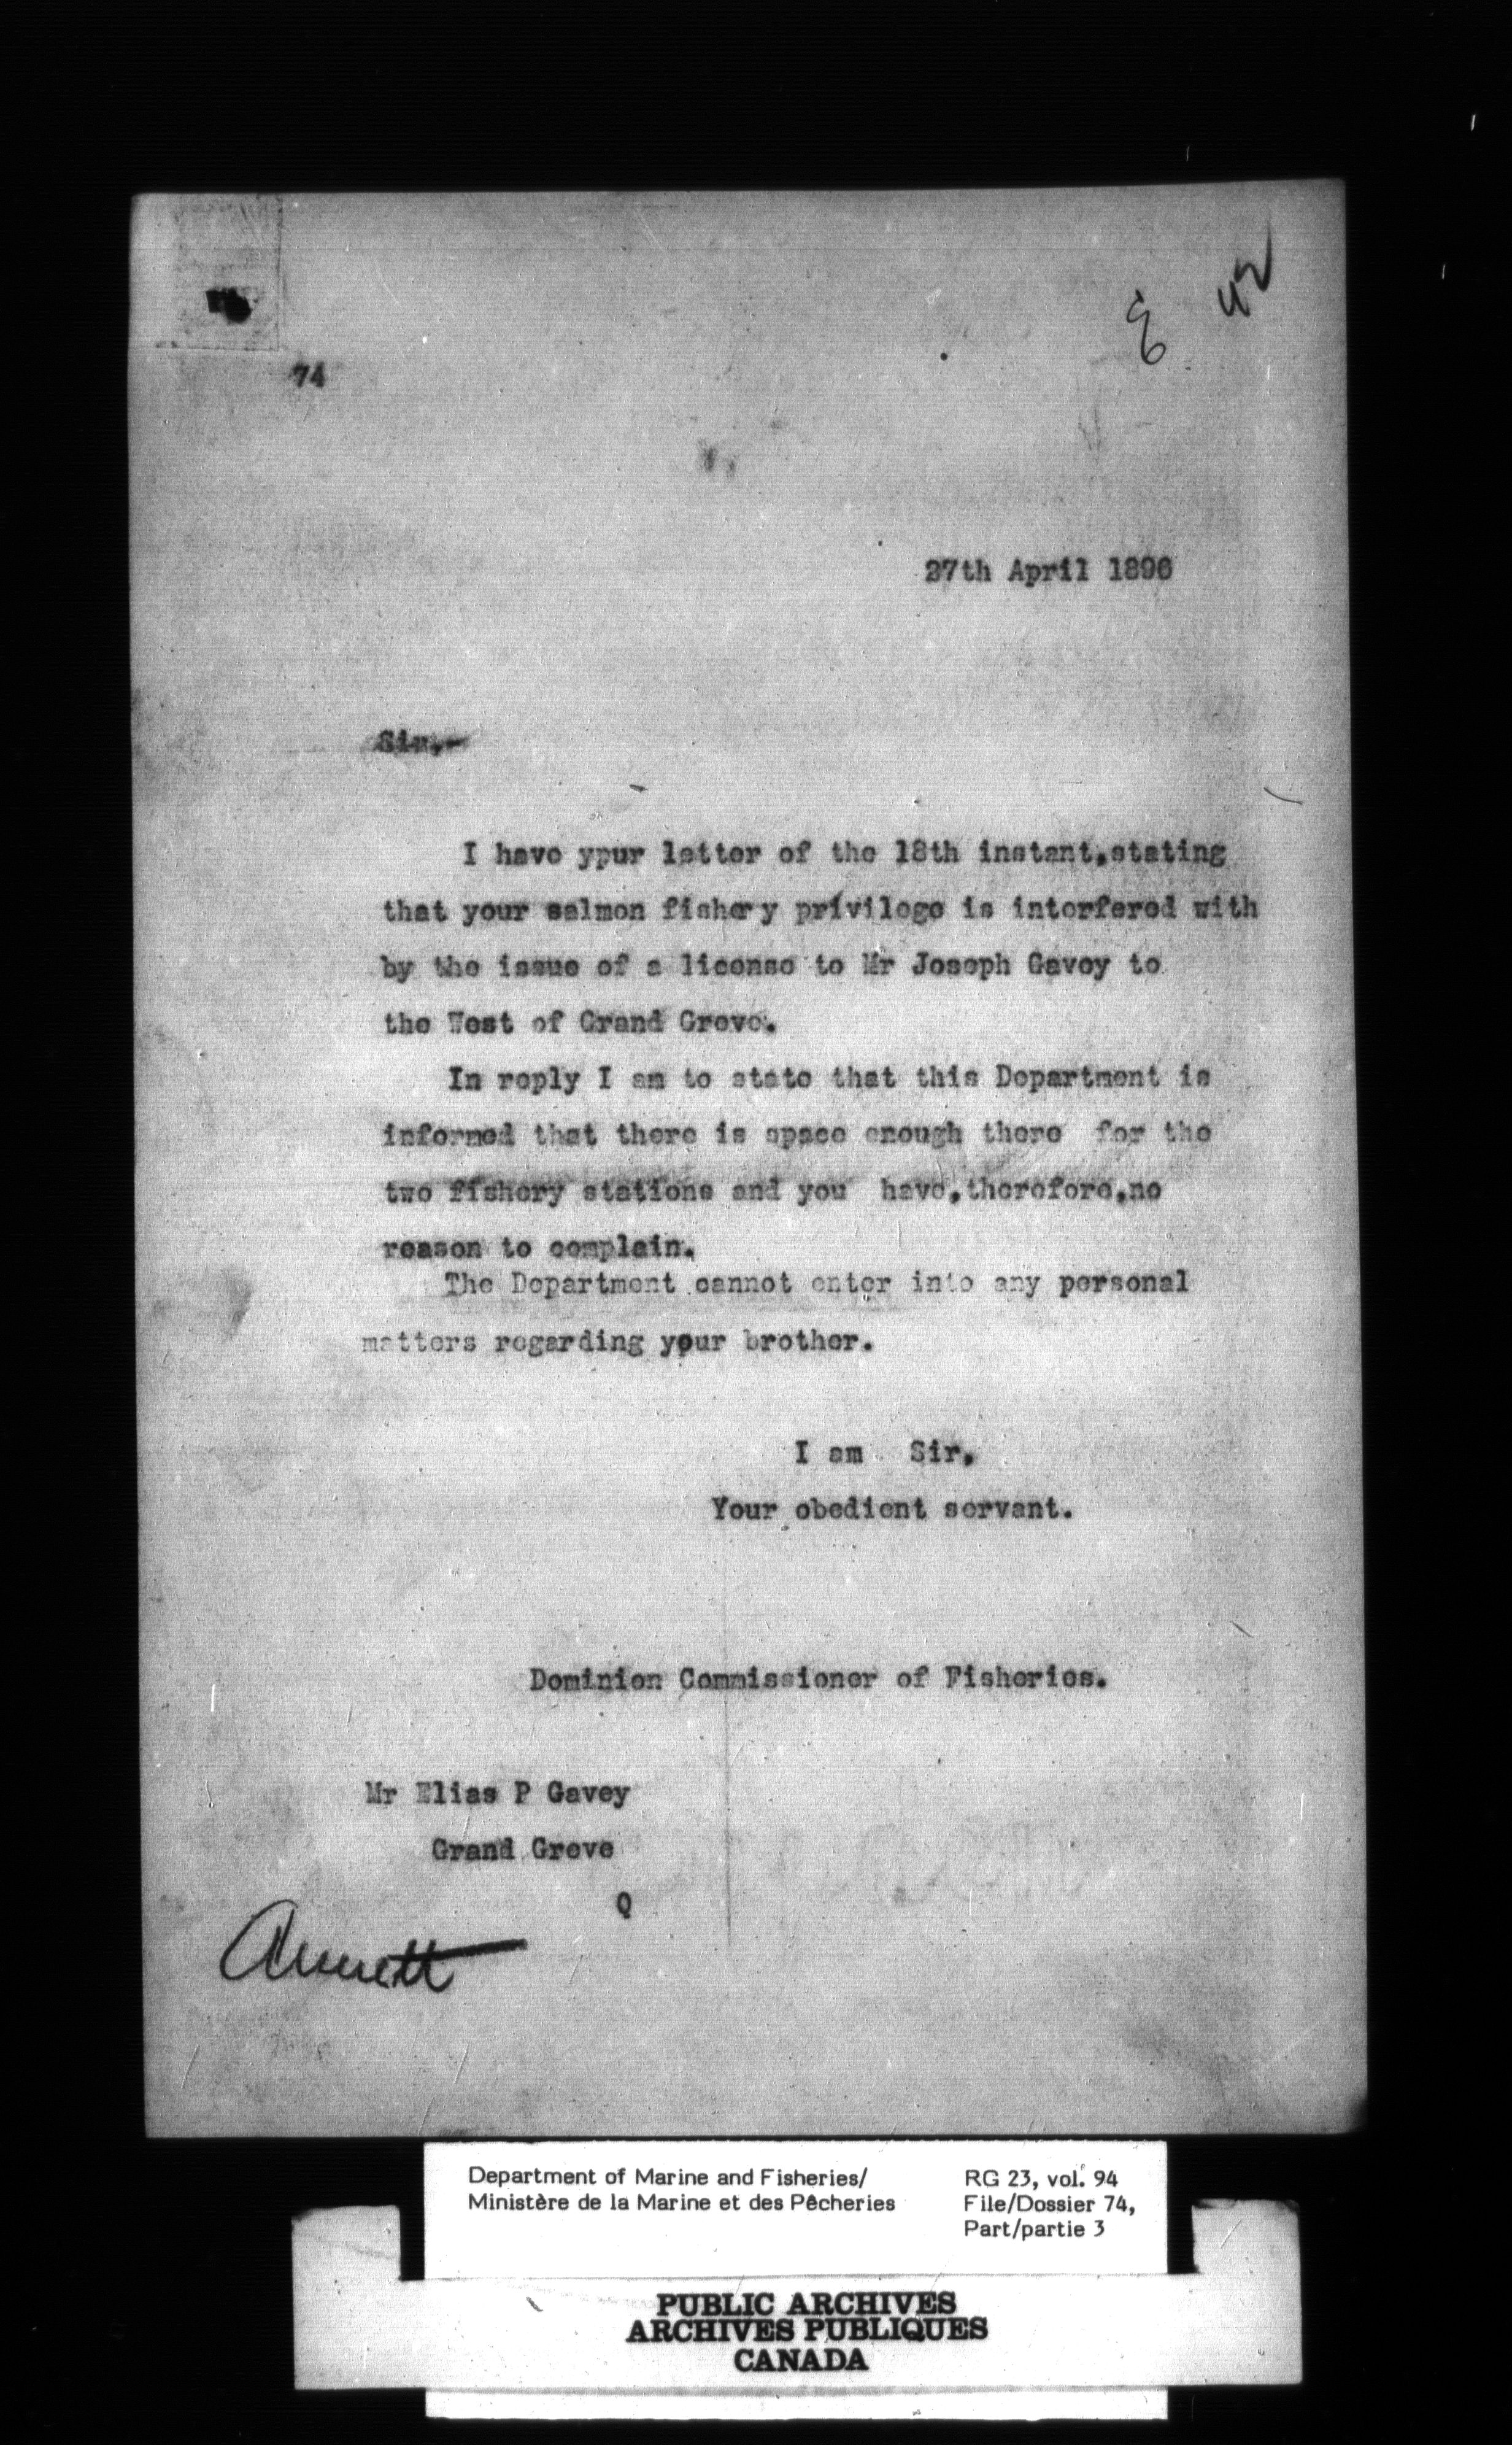 74
27th April 1896
Sir,-
I have ypur letter of the 18th instant,stating
that your salmon fishery privilege is interfered with
by the issue of a license to Mr Joseph Gavey to
the West of Grand Greve.
In reply I am to state that this Department is
informed that there is space enough there for the
two fishery stations and you have,therefore,no
reason to complain.
The Department cannot enter into any personal
matters regarding your brother.
I am Sir,
Your obedient servant.
Dominion Commissioner of Fisheries.
Mr Elias P Gavey
Grand Greve
Q
Annett
Department of Marine and Fisheries/
Ministère de la Marine et des Pêcheries
RG 23, vol. 94
File/Dossier 74,
Part/partie 3
PUBLIC ARCHIVES
ARCHIVES PUBLIQUES
CANADA